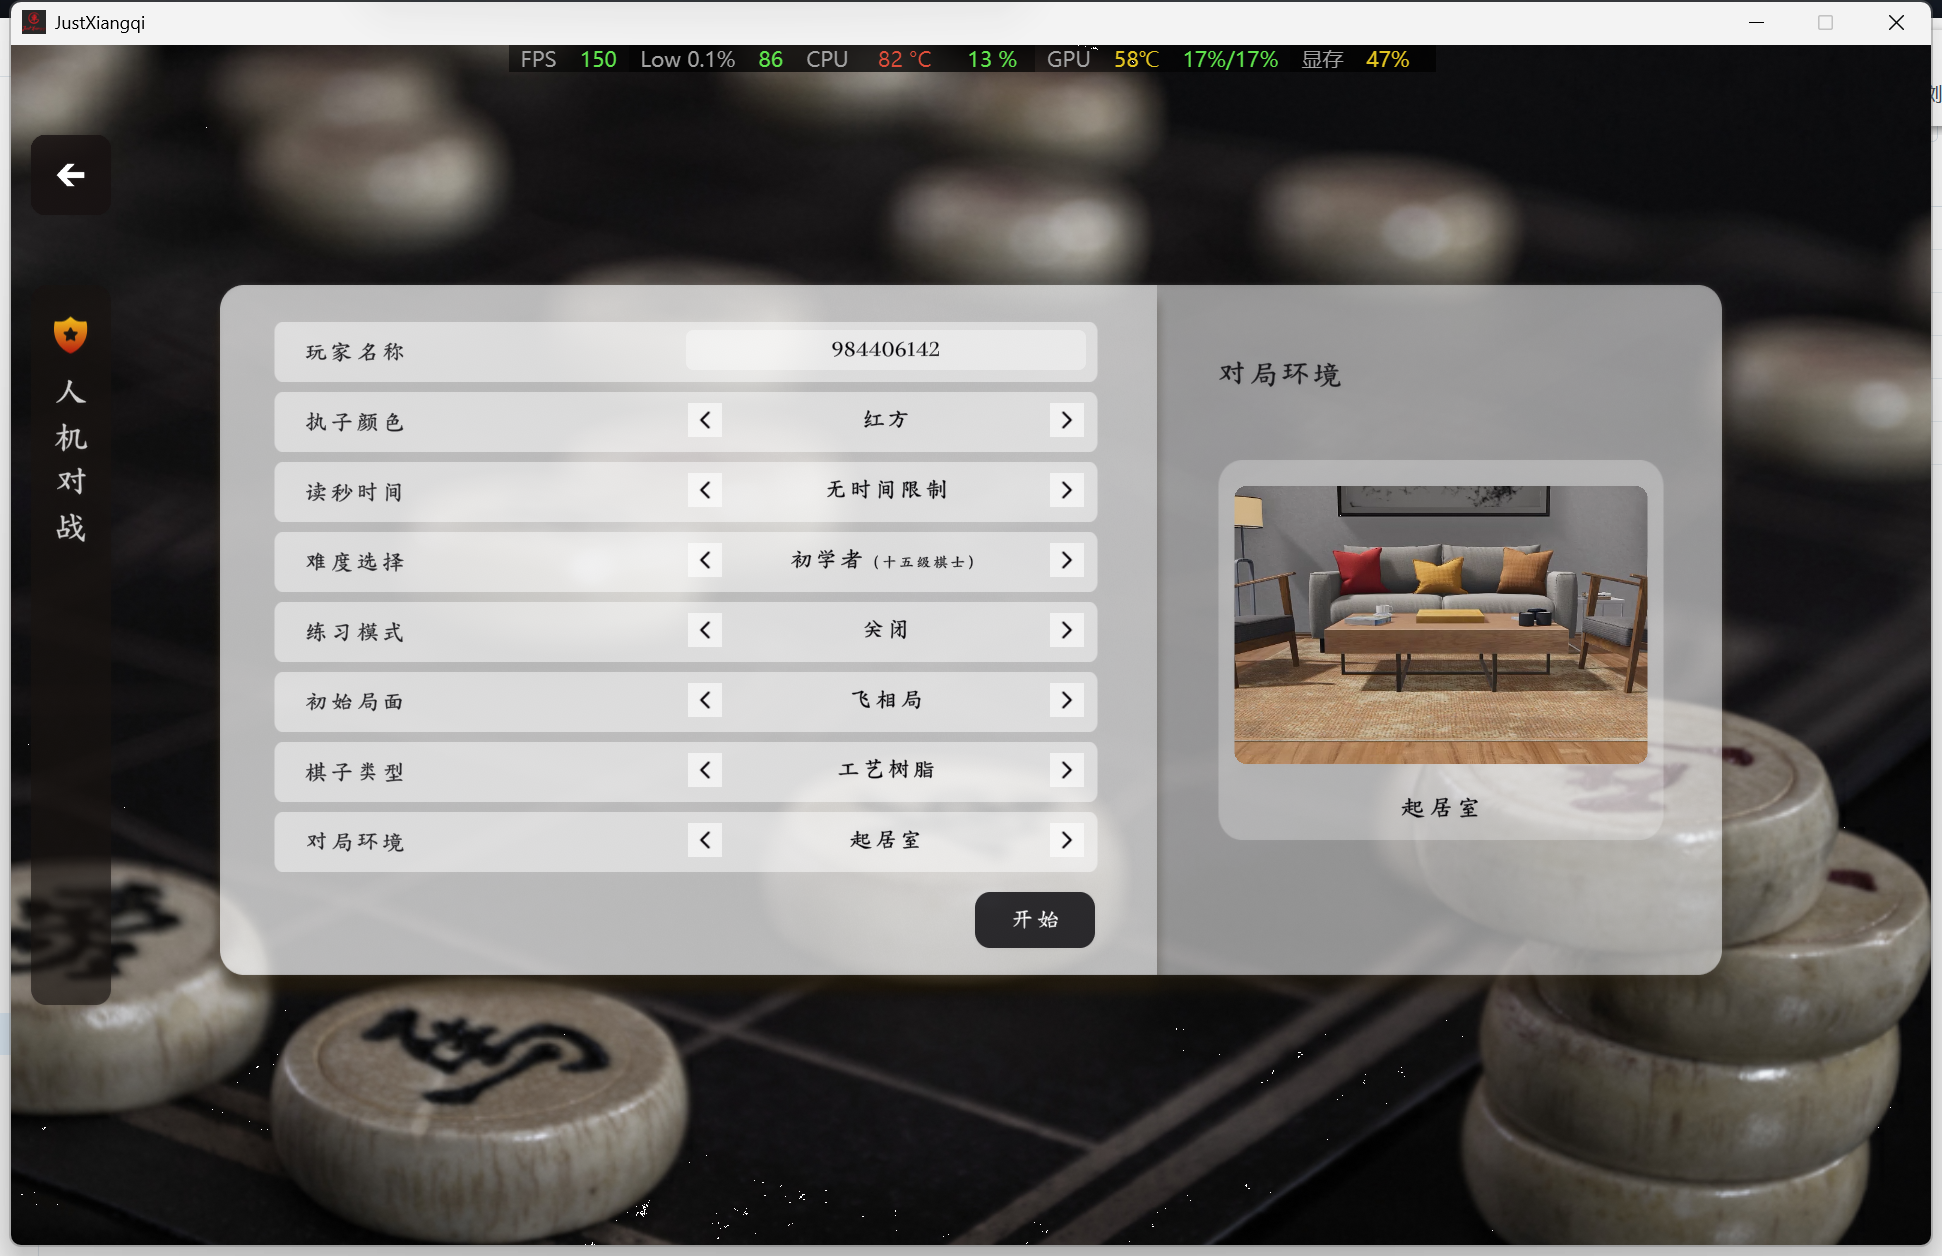 JustXiangqi
FPS 150 Low 0.1% 86 CPU 82 °C 13 % GPU 58℃ 17%/17% 显存 47%
人机对战
玩家名称 984406142
执子颜色 红方
读秒时间 无时间限制
难度选择 初学者（十五级棋士）
练习模式 关闭
初始局面 飞相局
棋子类型 工艺树脂
对局环境 起居室
开始
对局环境
起居室